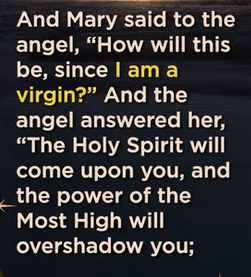 And Mary said to the
angel, “How will this
be, since I am a
virgin?” And the
angel answered her,
“The Holy Spirit will
come upon you, and
the power of the
Most High will
overshadow you;